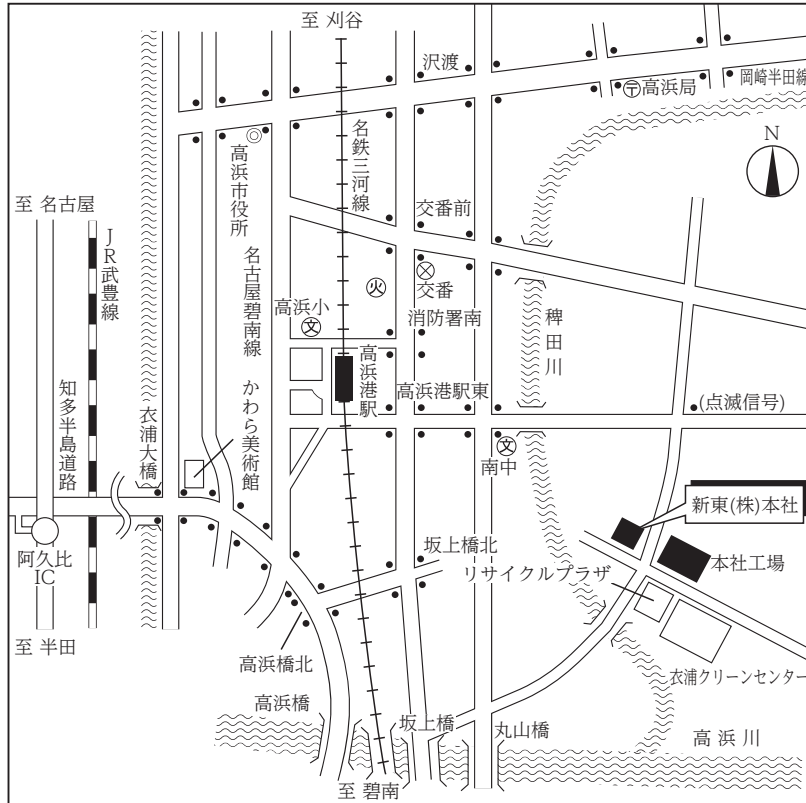 至 刈谷
沢渡
高浜局
岡崎半田線
名鉄三河線
高浜市役所
N
至 名古屋
JR武豊線
交番前
名古屋碧南線
火
交番
高浜小
文
消防署南
稗田川
高浜港駅
高浜港駅東
(点滅信号)
知多半島道路
衣浦大橋
かわら美術館
文
南中
新東(株)本社
阿久比
IC
坂上橋北
本社工場
リサイクルプラザ
至 半田
高浜橋北
衣浦クリーンセンター
高浜橋
坂上橋
丸山橋
高浜川
至 碧南